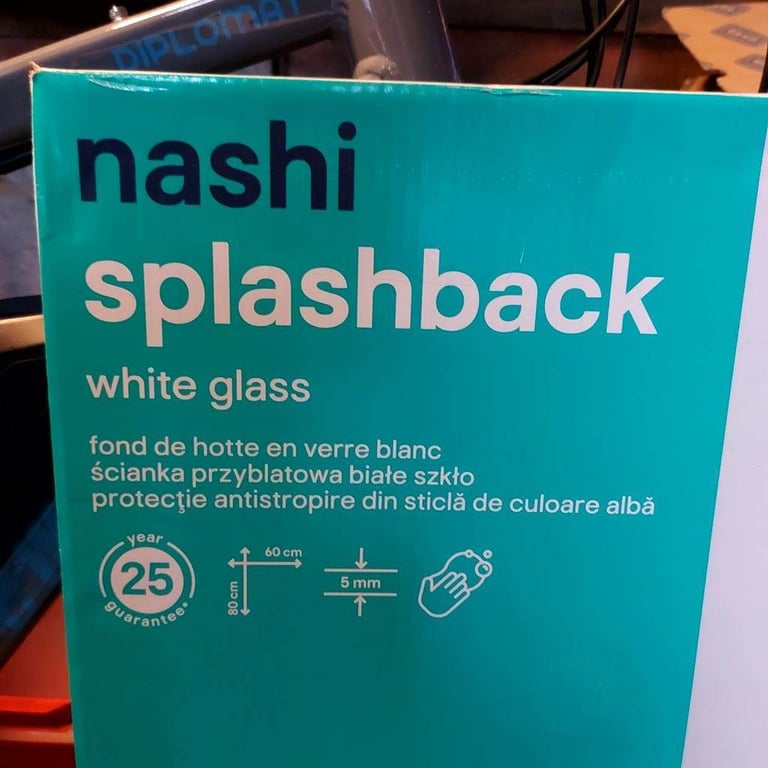 DIPLOMAT
nashi
splashback
white glass
fond de hotte en verre blanc
ścianka przyblatowa białe szkło
protecţie antistropire din sticlă de culoare albă
year
25
guarantee*
60 cm
80 cm
5 mm